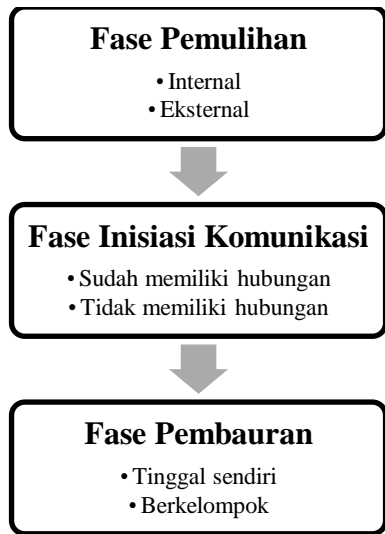 Fase Pemulihan
• Internal
• Eksternal
Fase Inisiasi Komunikasi
• Sudah memiliki hubungan
• Tidak memiliki hubungan
Fase Pembauran
• Tinggal sendiri
• Berkelompok